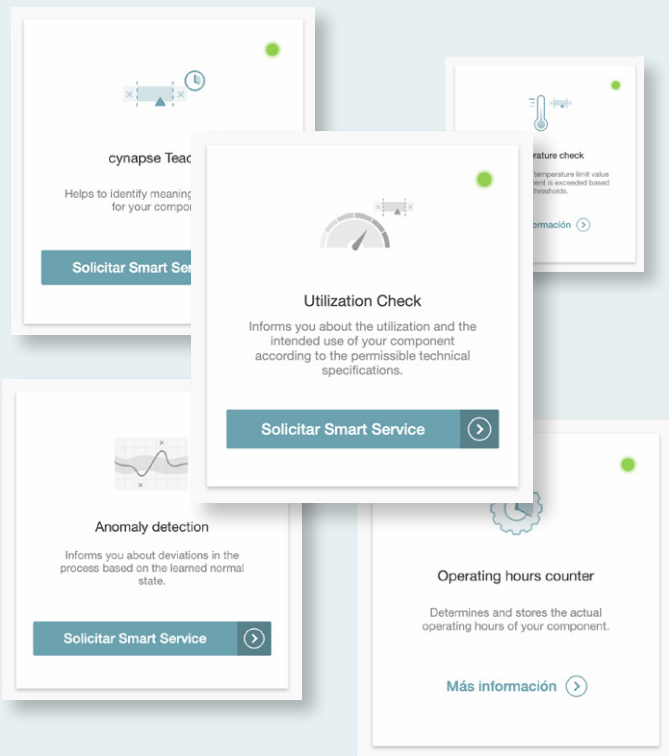 cynapse Teac
Helps to identify meaning
for your compo
Solicitar Smart Ser
rature check
temperature limit value
nent is exceeded based
thresholds.
ormación
Utilization Check
Informs you about the utilization and the
intended use of your component
according to the permissible technical
specifications.
Solicitar Smart Service
Anomaly detection
Informs you about deviations in the
process based on the learned normal
state.
Solicitar Smart Service
Operating hours counter
Determines and stores the actual
operating hours of your component.
Más información